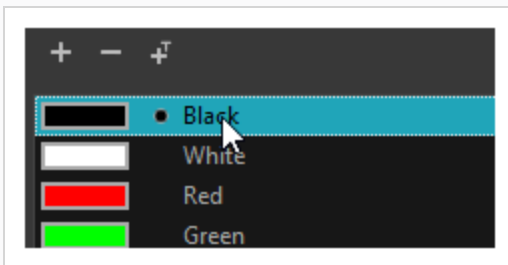 + − +T
Black
White
Red
Green